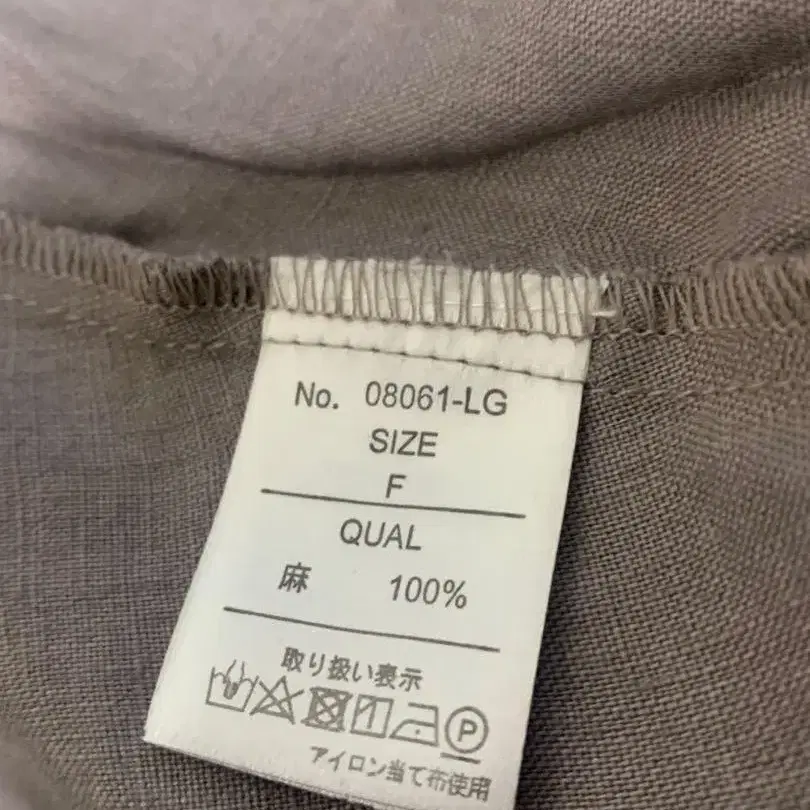 No. 08061-LG
SIZE
F
QUAL
麻 100%
取り扱い表示
P
アイロン当て布使用